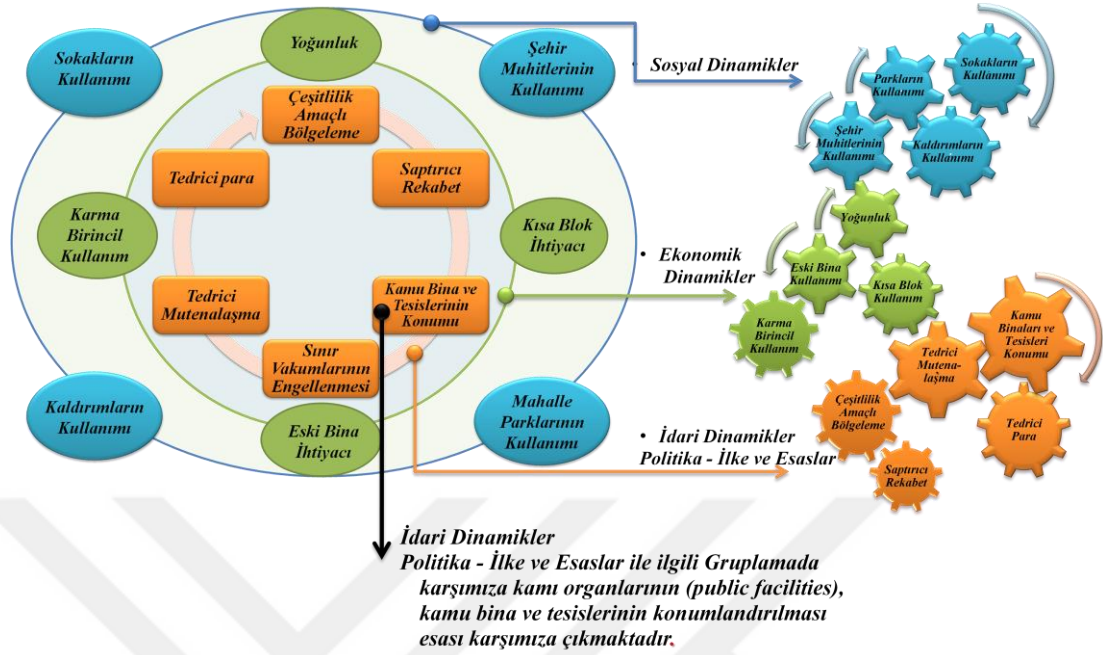 Sokakların
Kullanımı
Yoğunluk
Şehir
Muhitlerinin
Kullanımı
Çeşitlilik
Amaçlı
Bölgeleme
Tedrici para
Saptırıcı
Rekabet
Karma
Birincil
Kullanım
Kısa Blok
İhtiyacı
Tedrici
Mutenalaşma
Kamu Bina ve
Tesislerinin
Konumu
Sınır
Vakumlarının
Engellenmesi
Kaldırımların
Kullanımı
Eski Bina
İhtiyacı
Mahalle
Parklarının
Kullanımı
• Sosyal Dinamikler
• Ekonomik
Dinamikler
• İdari Dinamikler
Politika - İlke ve Esaslar
Sokakların
Kullanımı
Parkların
Kullanımı
Şehir
Muhitlerinin
Kullanımı
Kaldırımların
Kullanımı
Yoğunluk
Eski Bina
Kullanımı
Kısa Blok
Kullanım
Karma
Birincil
Kullanım
Kamu
Binaları ve
Tesisleri
Konumu
Tedrici
Mutena-
laşma
Çeşitlilik
Amaçlı
Bölgeleme
Tedrici
Para
Saptırıcı
Rekabet
İdari Dinamikler
Politika - İlke ve Esaslar ile ilgili Gruplamada
karşımıza kamı organlarının (public facilities),
kamu bina ve tesislerinin konumlandırılması
esası karşımıza çıkmaktadır.